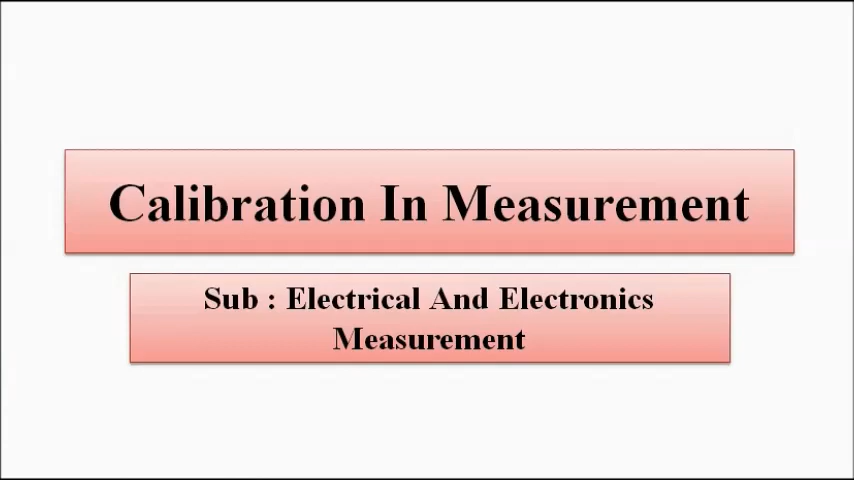 Calibration In Measurement
Sub : Electrical And Electronics
Measurement